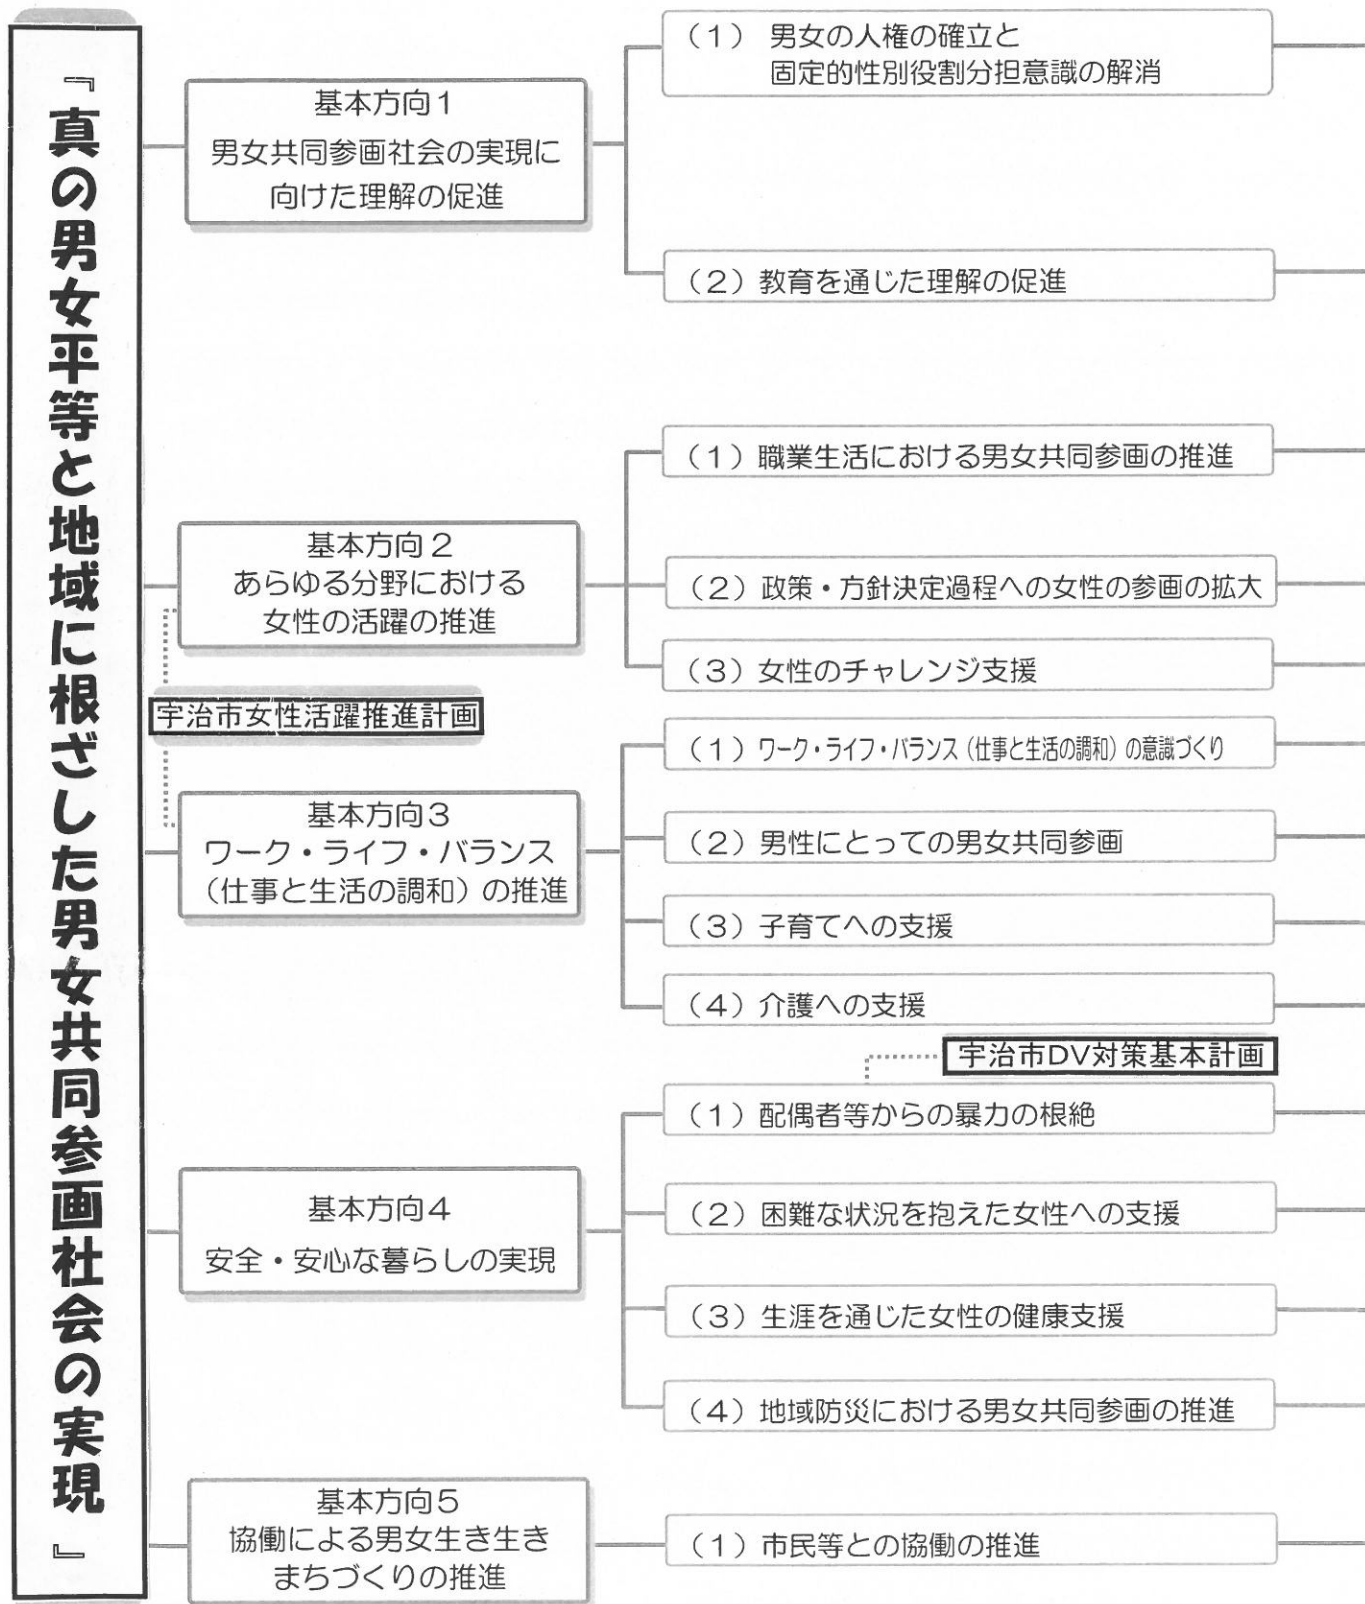 『真の男女平等と地域に根ざした男女共同参画社会の実現』
基本方向1
男女共同参画社会の実現に
向けた理解の促進
（1） 男女の人権の確立と
固定的性別役割分担意識の解消
（2）教育を通じた理解の促進
基本方向2
あらゆる分野における
女性の活躍の推進
（1）職業生活における男女共同参画の推進
（2）政策・方針決定過程への女性の参画の拡大
（3）女性のチャレンジ支援
宇治市女性活躍推進計画
基本方向3
ワーク・ライフ・バランス
（仕事と生活の調和）の推進
（1）ワーク・ライフ・バランス（仕事と生活の調和）の意識づくり
（2）男性にとっての男女共同参画
（3）子育てへの支援
（4）介護への支援
宇治市DV対策基本計画
基本方向4
安全・安心な暮らしの実現
（1）配偶者等からの暴力の根絶
（2）困難な状況を抱えた女性への支援
（3）生涯を通じた女性の健康支援
（4）地域防災における男女共同参画の推進
基本方向5
協働による男女生き生き
まちづくりの推進
（1）市民等との協働の推進